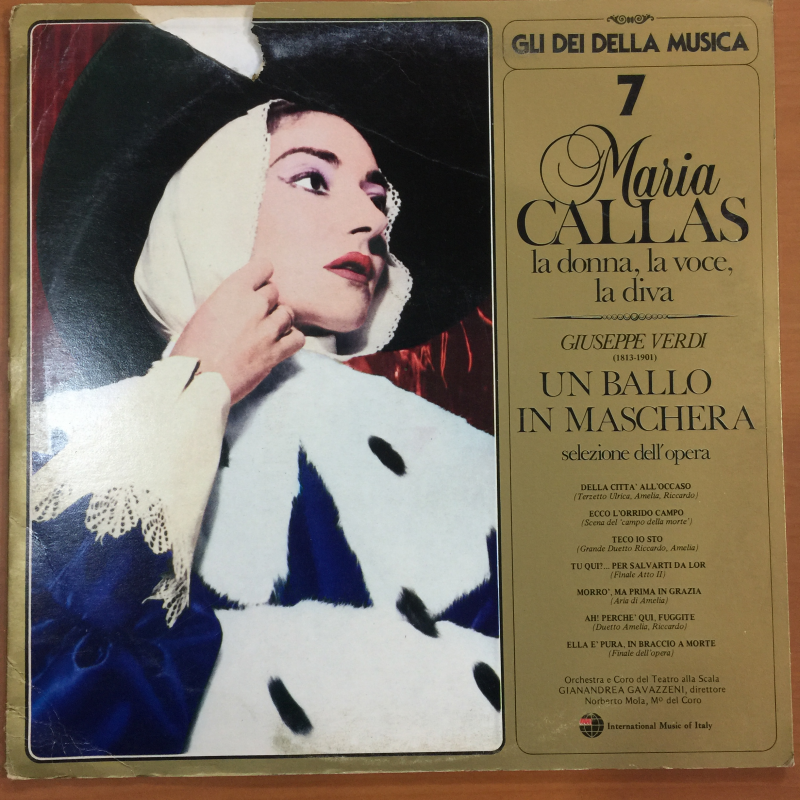 GLI DEI DELLA MUSICA
7
Maria
CALLAS
la donna, la voce,
la diva
GIUSEPPE VERDI
(1813-1901)
UN BALLO
IN MASCHERA
selezione dell'opera
DELLA CITTA' ALL'OCCASO
(Terzetto Ulrica, Amelia, Riccardo)
ECCO L'ORRIDO CAMPO
(Scena del 'campo della morte')
TECO IO STO
(Grande Duetto Riccardo, Amelia)
TU QUI?... PER SALVARTI DA LOR
(Finale Atto II)
MORRO', MA PRIMA IN GRAZIA
(Aria di Amelia)
AH! PERCHE' QUI, FUGGITE
(Duetto Amelia, Riccardo)
ELLA E' PURA, IN BRACCIO A MORTE
(Finale dell'opera)
Orchestra e Coro del Teatro alla Scala
GIANANDREA GAVAZZENI, direttore
Norberto Mola, Mº del Coro
International Music of Italy